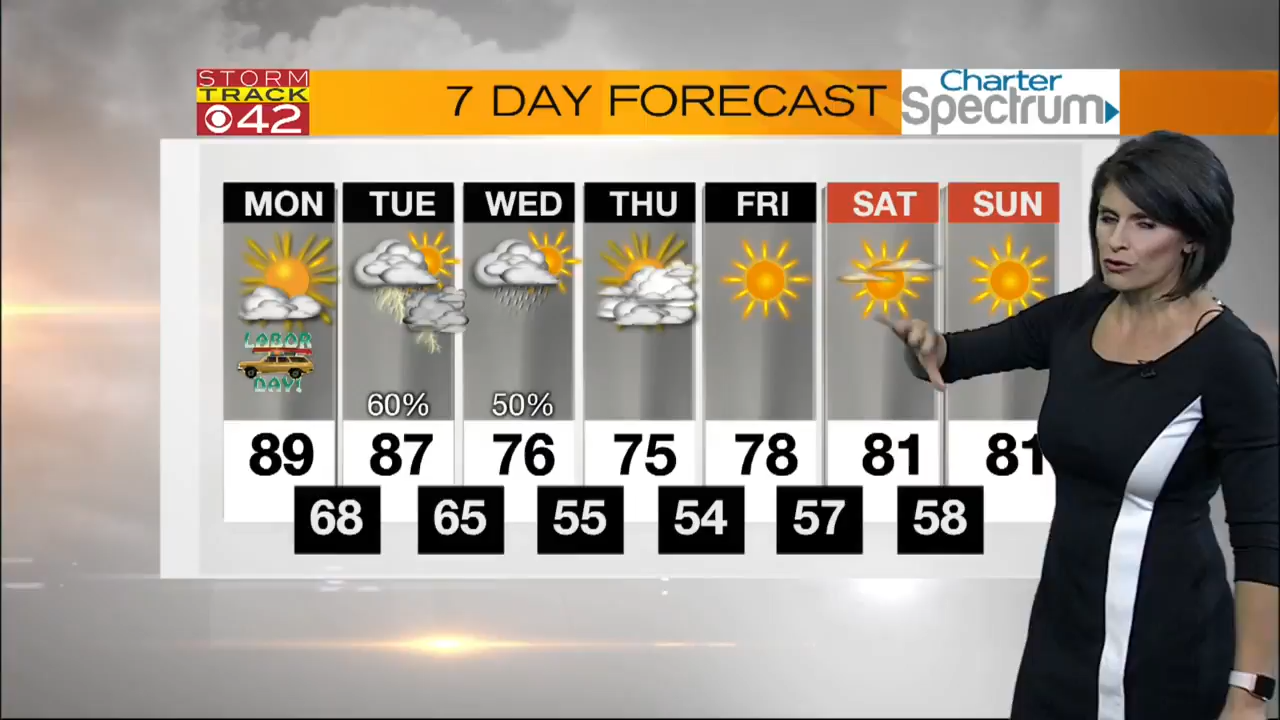 STORM
TRACK
42
7 DAY FORECAST
Charter
Spectrum
MON TUE WED THU FRI SAT SUN
LABOR
DAY!
60% 50%
89 87 76 75 78 81 81
68 65 55 54 57 58